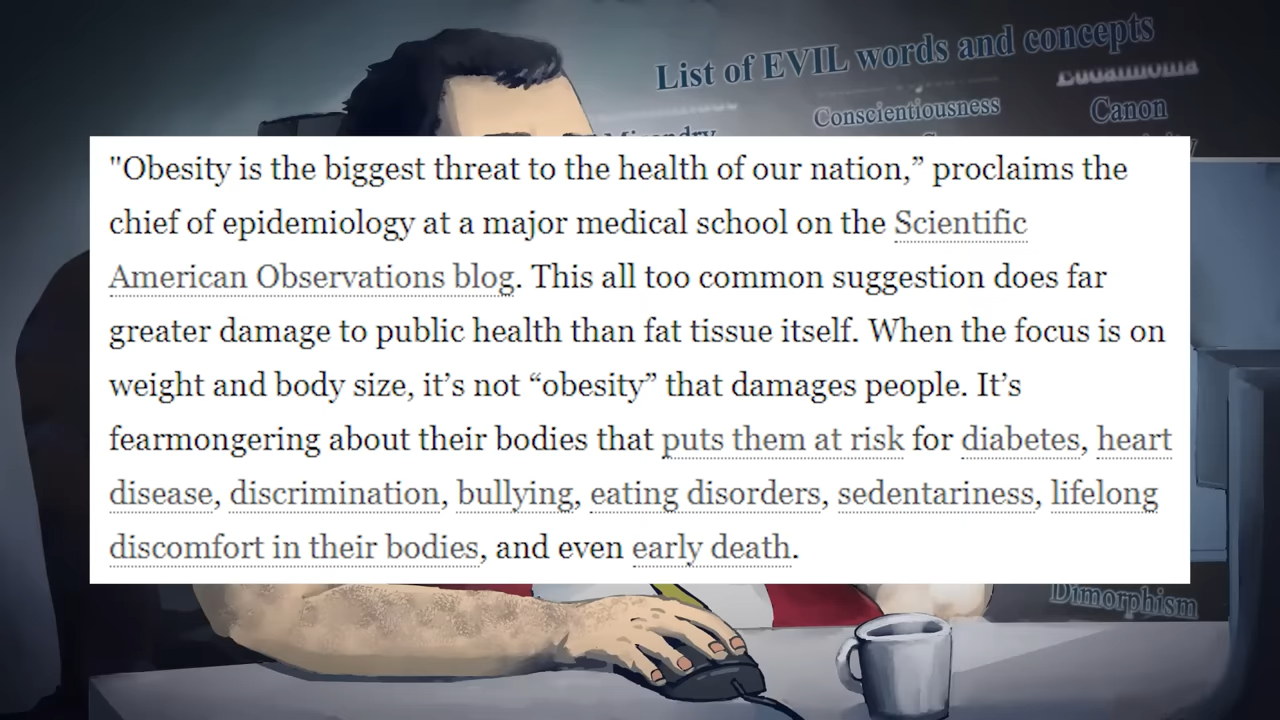 List of EVIL words and concepts
Conscientiousness
Canon
"Obesity is the biggest threat to the health of our nation,” proclaims the
chief of epidemiology at a major medical school on the Scientific
American Observations blog. This all too common suggestion does far
greater damage to public health than fat tissue itself. When the focus is on
weight and body size, it’s not “obesity” that damages people. It’s
fearmongering about their bodies that puts them at risk for diabetes, heart
disease, discrimination, bullying, eating disorders, sedentariness, lifelong
discomfort in their bodies, and even early death.
Dimorphism